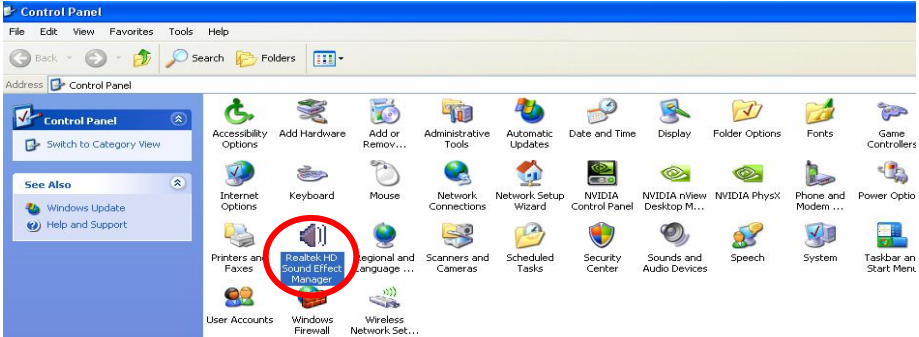 Control Panel
File Edit View Favorites Tools Help
Back Search Folders
Address Control Panel
Control Panel
Switch to Category View
See Also
Windows Update
Help and Support
Accessibility Options
Add Hardware
Add or Remov...
Administrative Tools
Automatic Updates
Date and Time
Display
Folder Options
Fonts
Game Controllers
Internet Options
Keyboard
Mouse
Network Connections
Network Setup Wizard
NVIDIA Control Panel
NVIDIA nView Desktop M...
NVIDIA PhysX
Phone and Modem ...
Power Optio
Printers and Faxes
Realtek HD Sound Effect Manager
Regional and Language ...
Scanners and Cameras
Scheduled Tasks
Security Center
Sounds and Audio Devices
Speech
System
Taskbar an
Start Menu
User Accounts
Windows Firewall
Wireless Network Set...